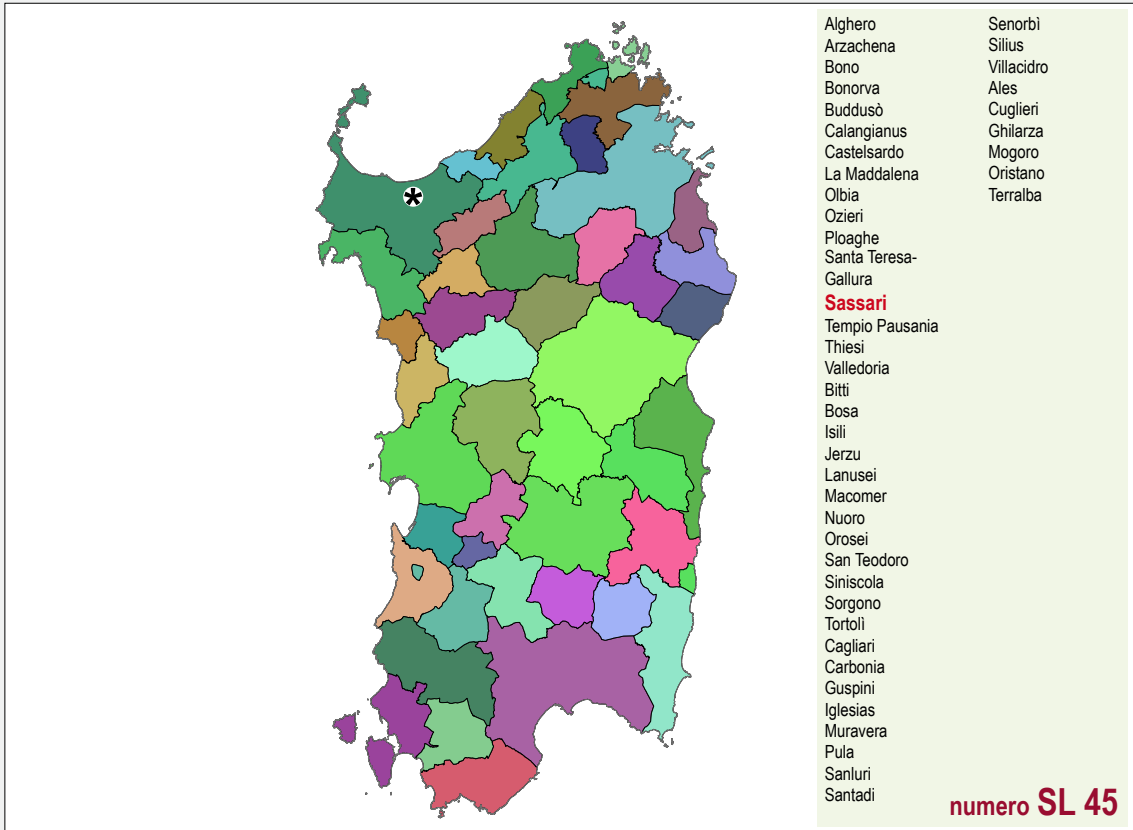 Alghero
Arzachena
Bono
Bonorva
Buddusò
Calangianus
Castelsardo
La Maddalena
Olbia
Ozieri
Ploaghe
Santa Teresa-
Gallura
Sassari
Tempio Pausania
Thiesi
Valledoria
Bitti
Bosa
Isili
Jerzu
Lanusei
Macomer
Nuoro
Orosei
San Teodoro
Siniscola
Sorgono
Tortolì
Cagliari
Carbonia
Guspini
Iglesias
Muravera
Pula
Sanluri
Santadi
Senorbì
Silius
Villacidro
Ales
Cuglieri
Ghilarza
Mogoro
Oristano
Terralba
numero SL 45